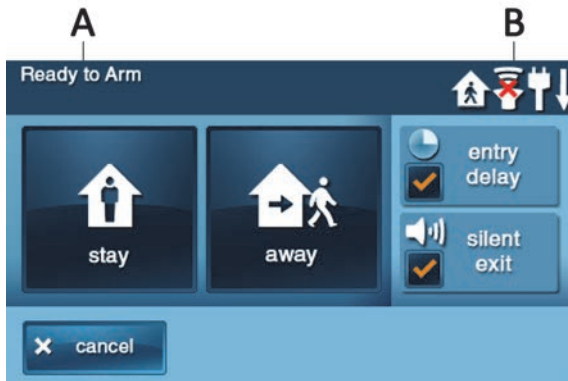 A
B
Ready to Arm
entry
delay
stay
away
silent
exit
cancel